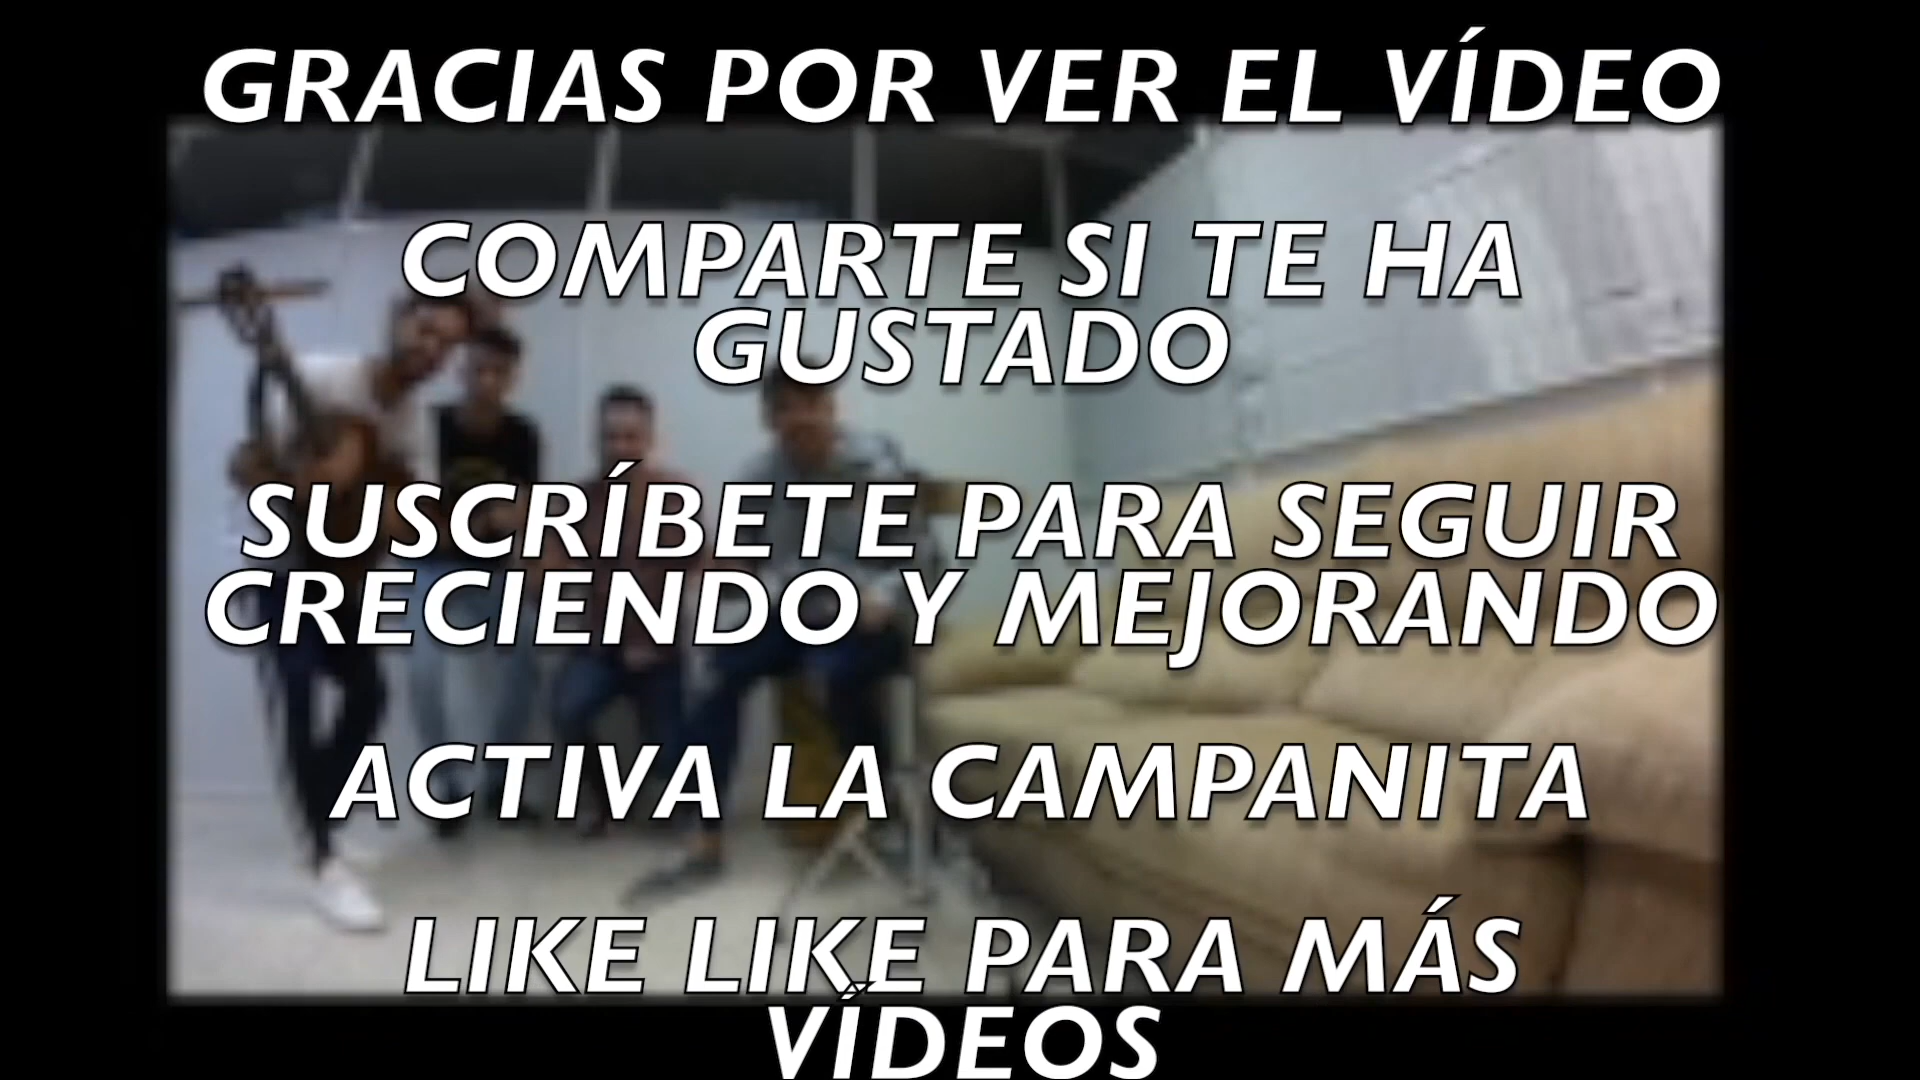 GRACIAS POR VER EL VÍDEO
COMPARTE SI TE HA
GUSTADO
SUSCRÍBETE PARA SEGUIR
CRECIENDO Y MEJORANDO
ACTIVA LA CAMPANITA
LIKE LIKE PARA MÁS
VÍDEOS